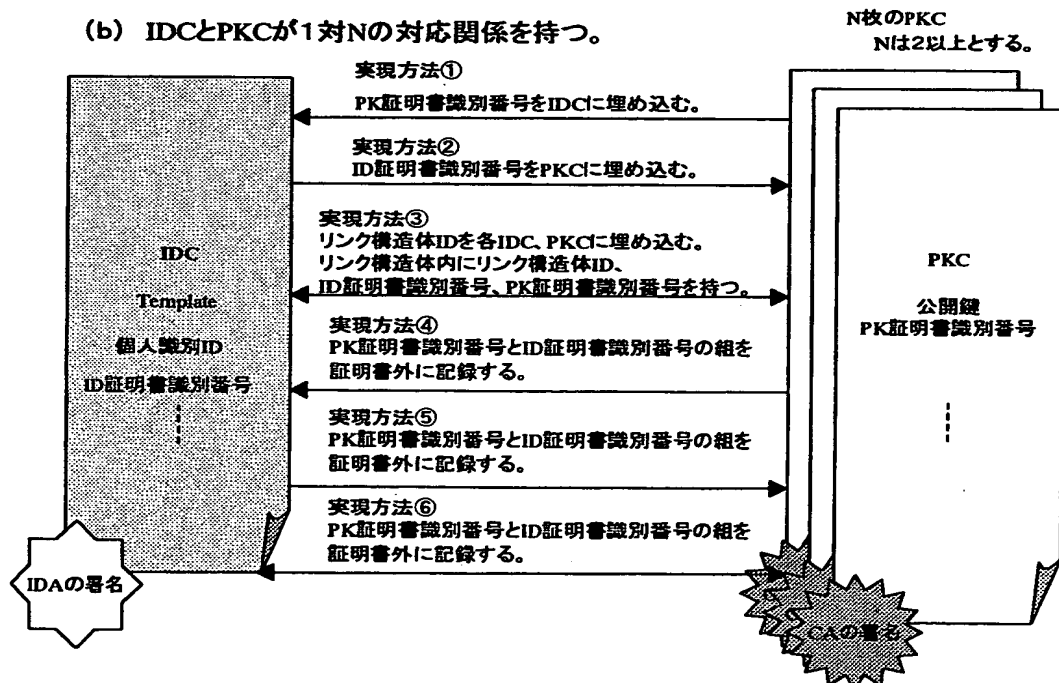 (b) IDCとPKCが1対Nの対応関係を持つ。
N枚のPKC
Nは2以上とする。
実現方法①
PK証明書識別番号をIDCに埋め込む。
実現方法②
ID証明書識別番号をPKCに埋め込む。
実現方法③
リンク構造体IDを各IDC、PKCに埋め込む。
リンク構造体内にリンク構造体ID、
ID証明書識別番号、PK証明書識別番号を持つ。
実現方法④
PK証明書識別番号とID証明書識別番号の組を
証明書外に記録する。
実現方法⑤
PK証明書識別番号とID証明書識別番号の組を
証明書外に記録する。
実現方法⑥
PK証明書識別番号とID証明書識別番号の組を
証明書外に記録する。
IDC
Template
個人識別ID
ID証明書識別番号
IDAの署名
PKC
公開鍵
PK証明書識別番号
CAの署名